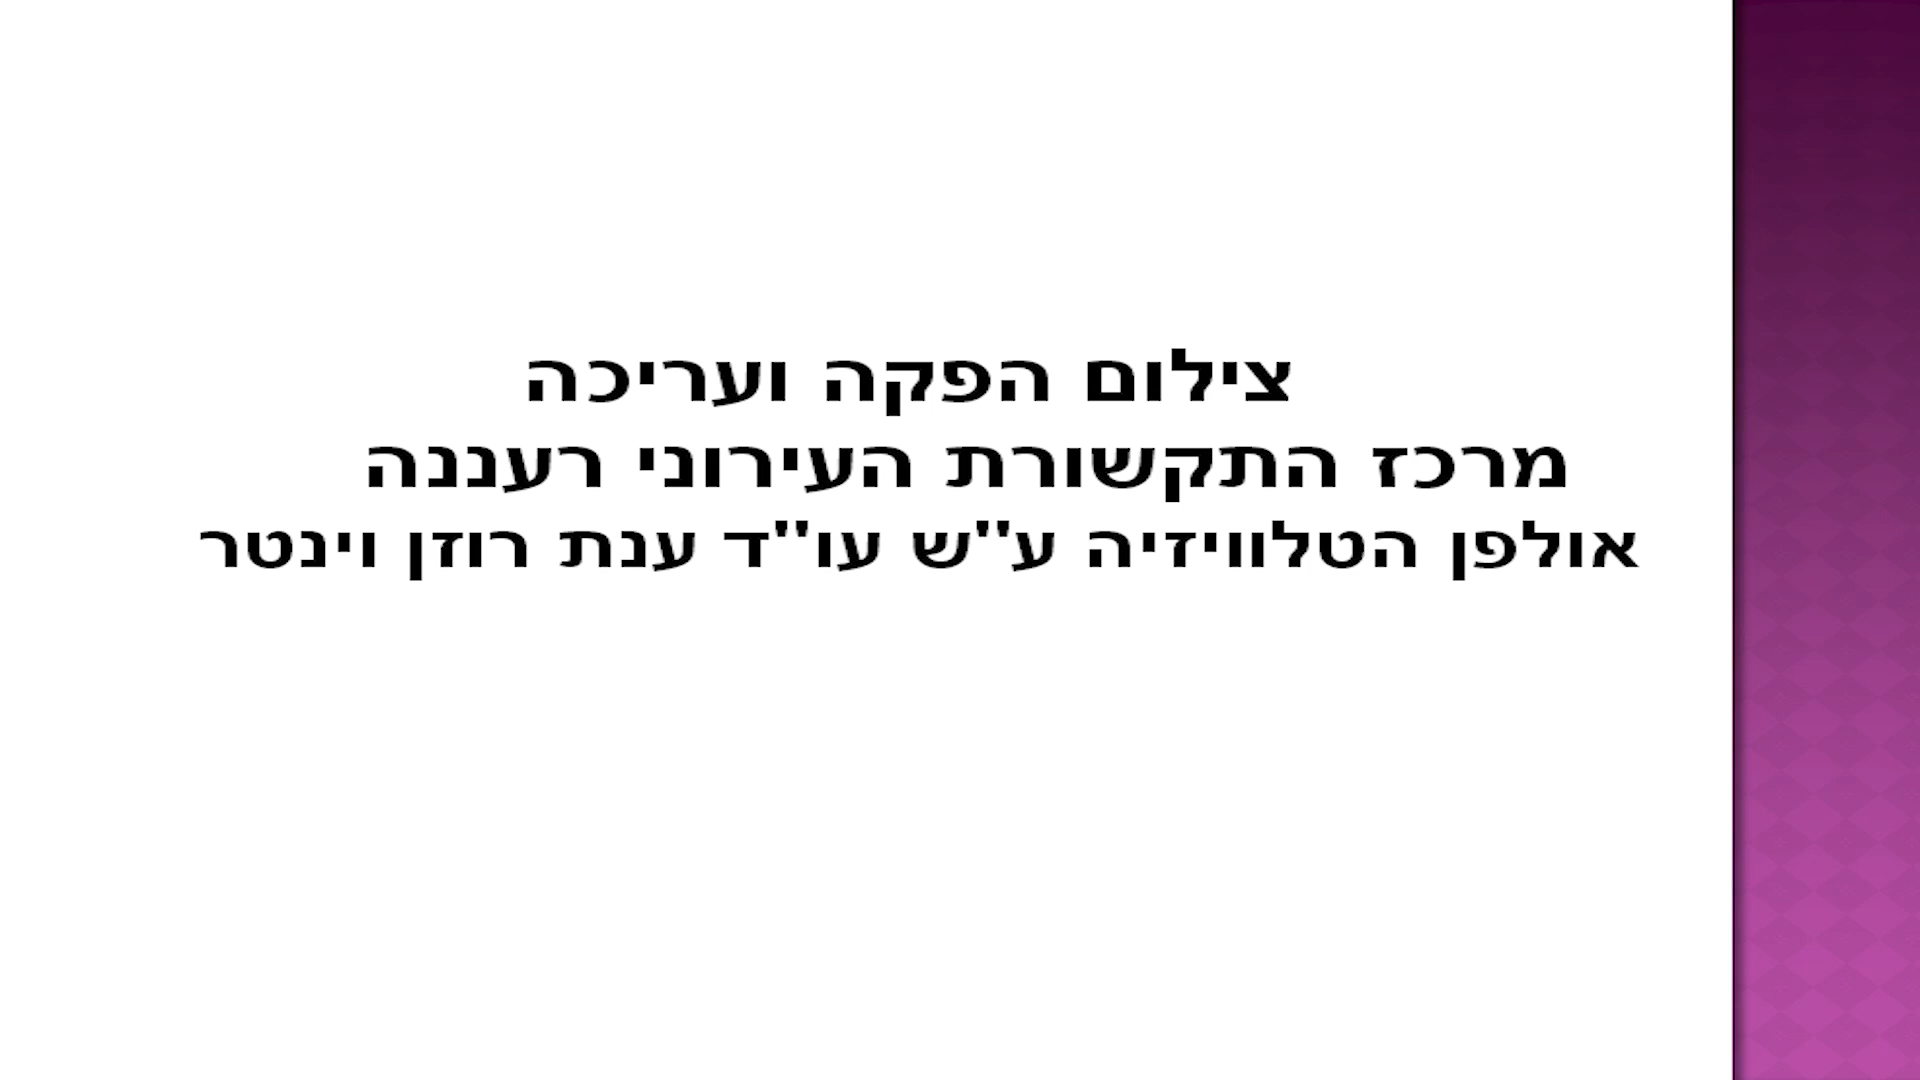 צילום הפקה ועריכה
מרכז התקשורת העירוני רעננה
אולפן הטלוויזיה ע''ש עו''ד ענת רוזן וינטר